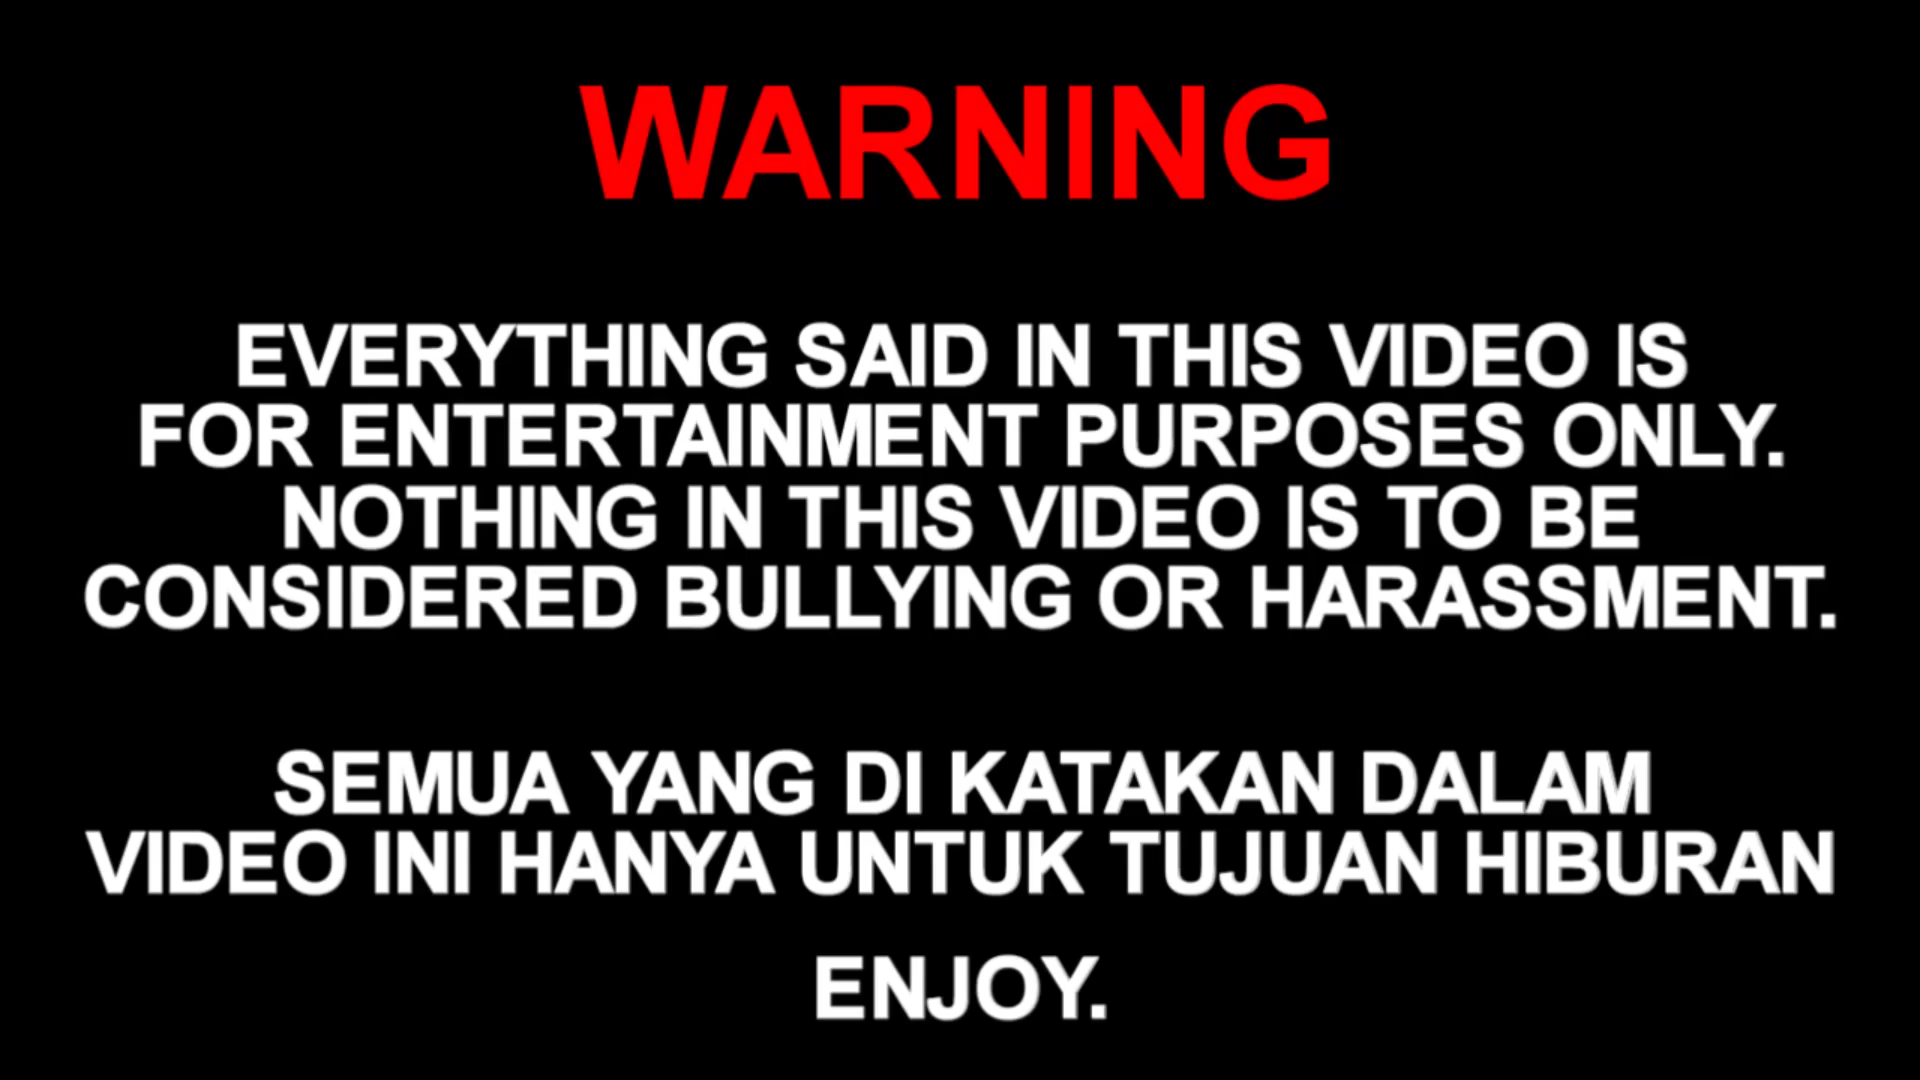 WARNING
EVERYTHING SAID IN THIS VIDEO IS
FOR ENTERTAINMENT PURPOSES ONLY.
NOTHING IN THIS VIDEO IS TO BE
CONSIDERED BULLYING OR HARASSMENT.
SEMUA YANG DI KATAKAN DALAM
VIDEO INI HANYA UNTUK TUJUAN HIBURAN
ENJOY.